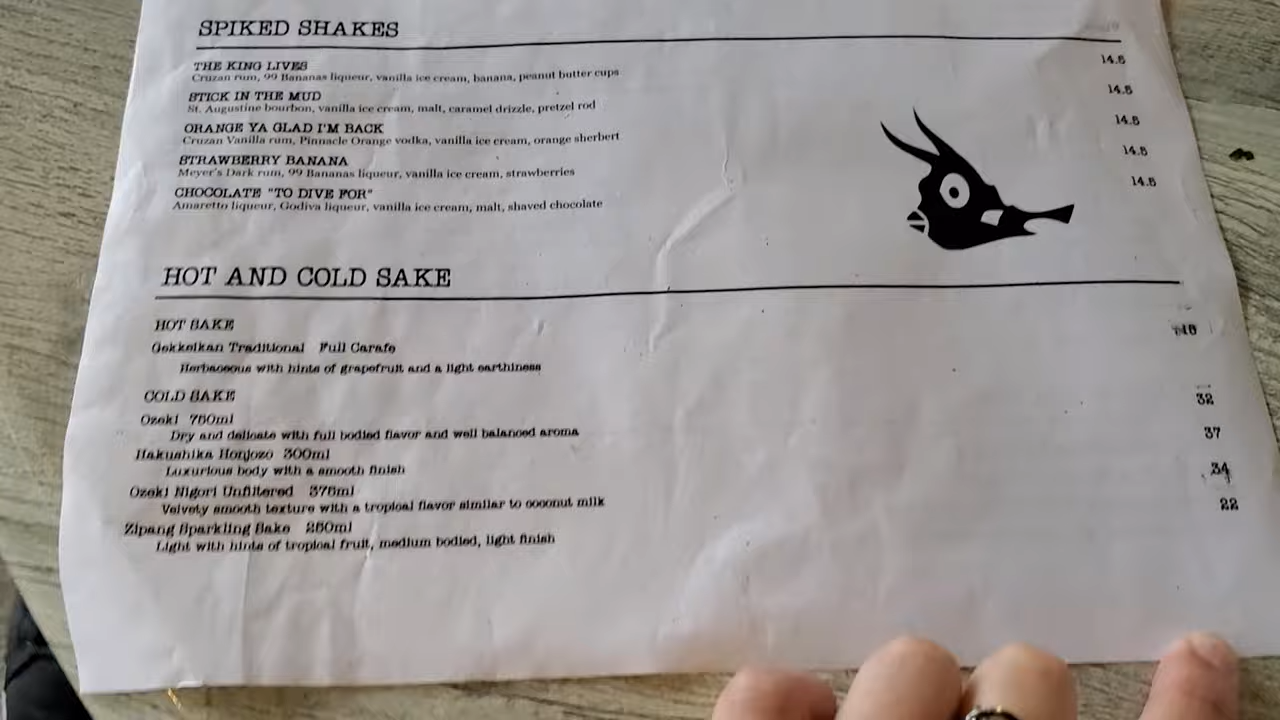 SPIKED SHAKES
THE KING LIVES 14.5
Cruzan rum, 99 Bananas liqueur, vanilla ice cream, banana, peanut butter cups
STICK IN THE MUD 14.5
St. Augustine bourbon, vanilla ice cream, malt, caramel drizzle, pretzel rod
ORANGE YA GLAD I'M BACK 14.5
Cruzan Vanilla rum, Pinnacle Orange vodka, vanilla ice cream, orange sherbert
STRAWBERRY BANANA 14.5
Meyer's Dark rum, 99 Bananas liqueur, vanilla ice cream, strawberries
CHOCOLATE "TO DIVE FOR" 14.5
Amaretto liqueur, Godiva liqueur, vanilla ice cream, malt, shaved chocolate
HOT AND COLD SAKE
HOT SAKE
Gekkeikan Traditional Full Carafe
Herbaceous with hints of grapefruit and a light earthiness
COLD SAKE
Ozeki 750ml 32
Dry and delicate with full bodied flavor and well balanced aroma
Hakushika Honjozo 300ml 37
Luxurious body with a smooth finish
Ozeki Nigori Unfiltered 375ml 34
Velvety smooth texture with a tropical flavor similar to coconut milk
Zipang Sparkling Sake 250ml 22
Light with hints of tropical fruit, medium bodied, light finish